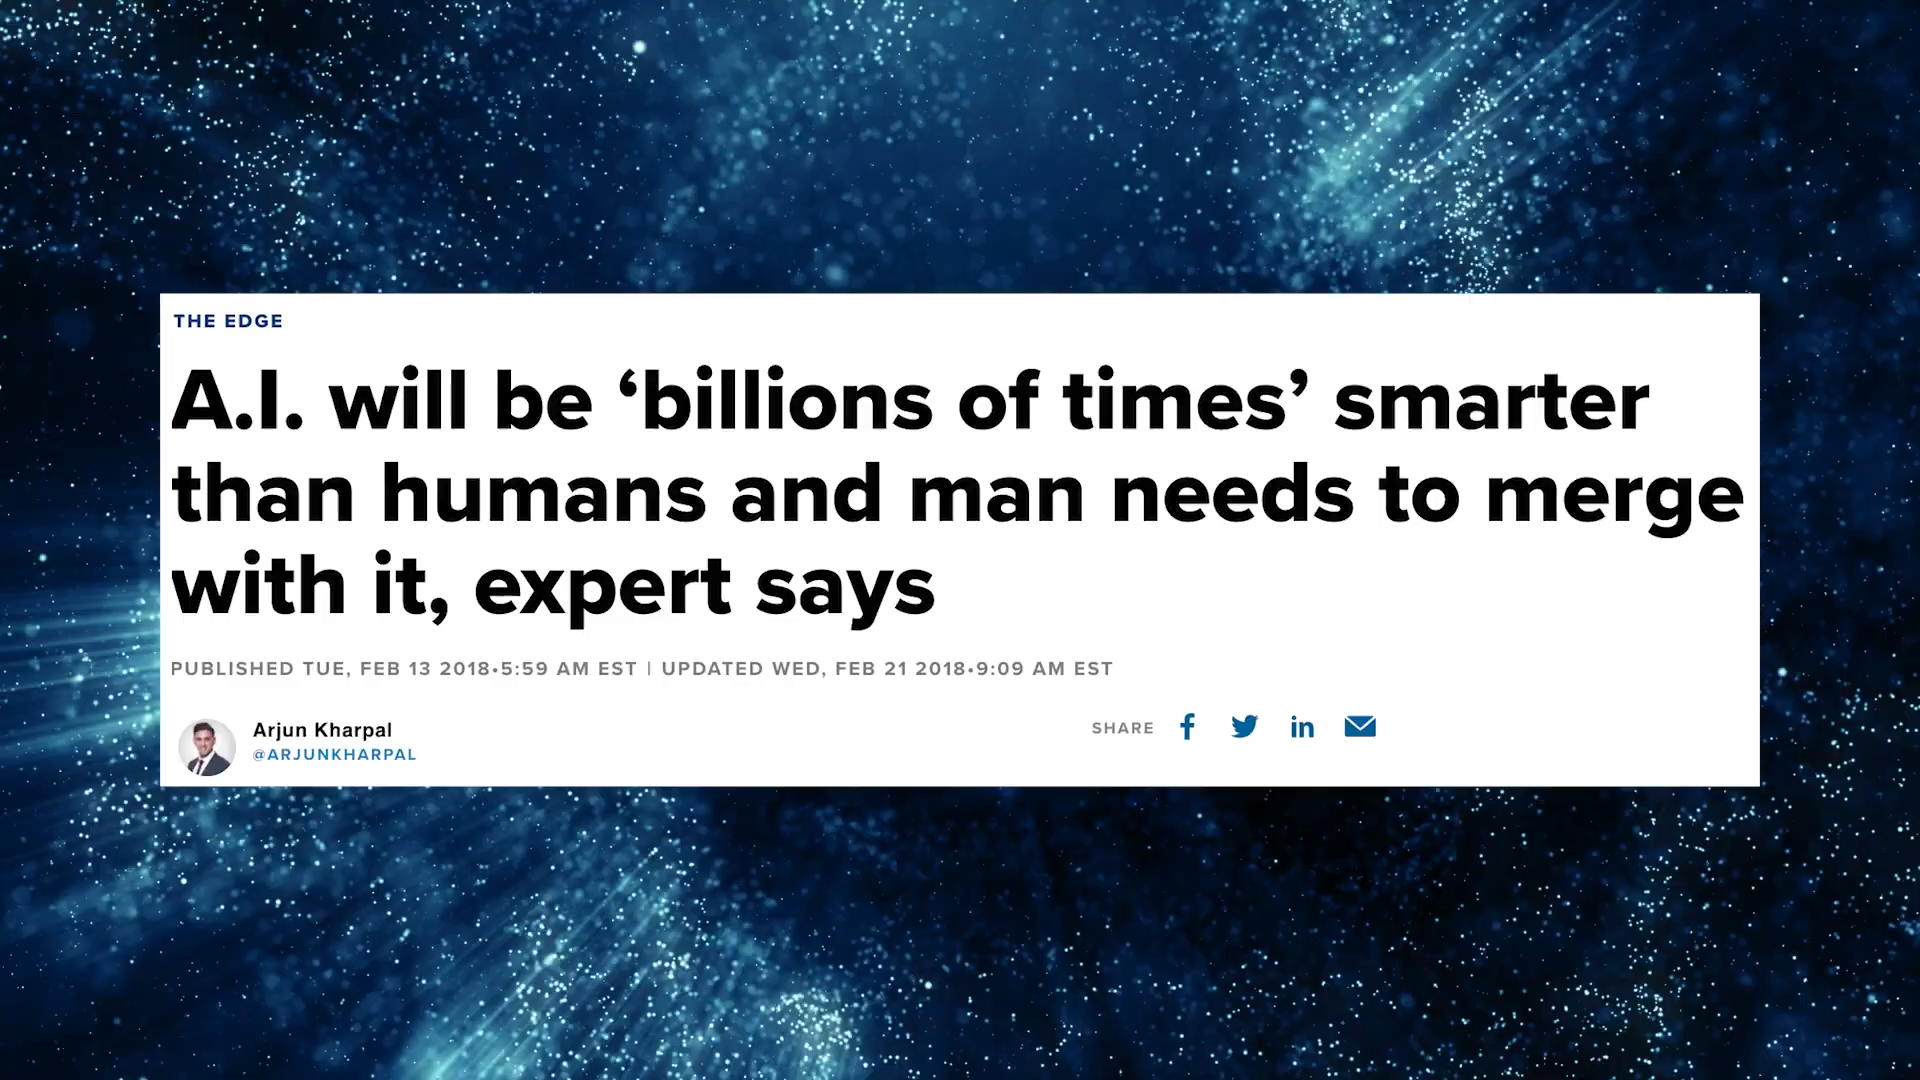 THE EDGE
A.I. will be ‘billions of times’ smarter
than humans and man needs to merge
with it, expert says
PUBLISHED TUE, FEB 13 2018•5:59 AM EST | UPDATED WED, FEB 21 2018•9:09 AM EST
Arjun Kharpal
@ARJUNKHARPAL
SHARE